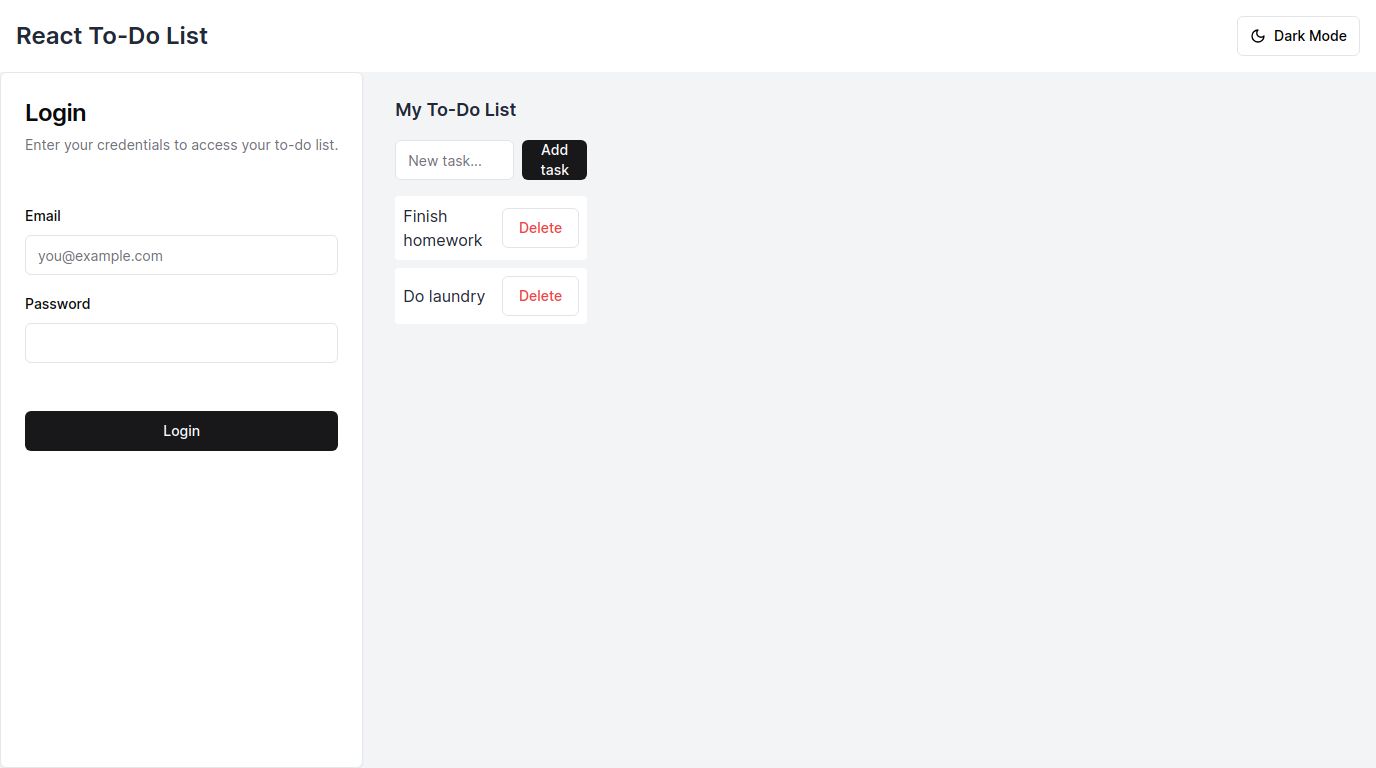 React To-Do List
Dark Mode
Login
Enter your credentials to access your to-do list.
Email
you@example.com
Password
Login
My To-Do List
New task...
Add
task
Finish
homework
Delete
Do laundry
Delete